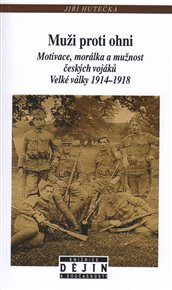 JIŘÍ HUTEČKA
Muži proti ohni
Motivace, morálka a mužnost
českých vojáků
Velké války 1914–1918
KNIŽNICE
DĚJIN
A SOUČASNOSTI